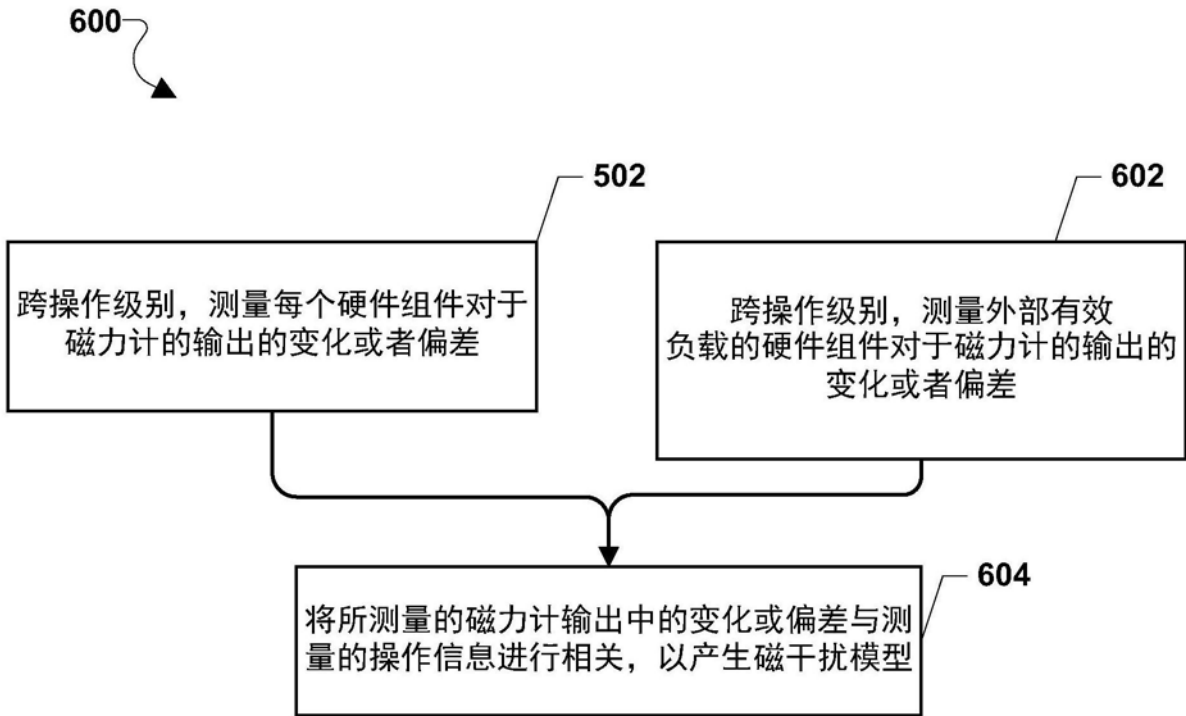 600
502
跨操作级别，测量每个硬件组件对于
磁力计的输出的变化或者偏差
602
跨操作级别，测量外部有效
负载的硬件组件对于磁力计的输出的
变化或者偏差
604
将所测量的磁力计输出中的变化或偏差与测
量的操作信息进行相关，以产生磁干扰模型